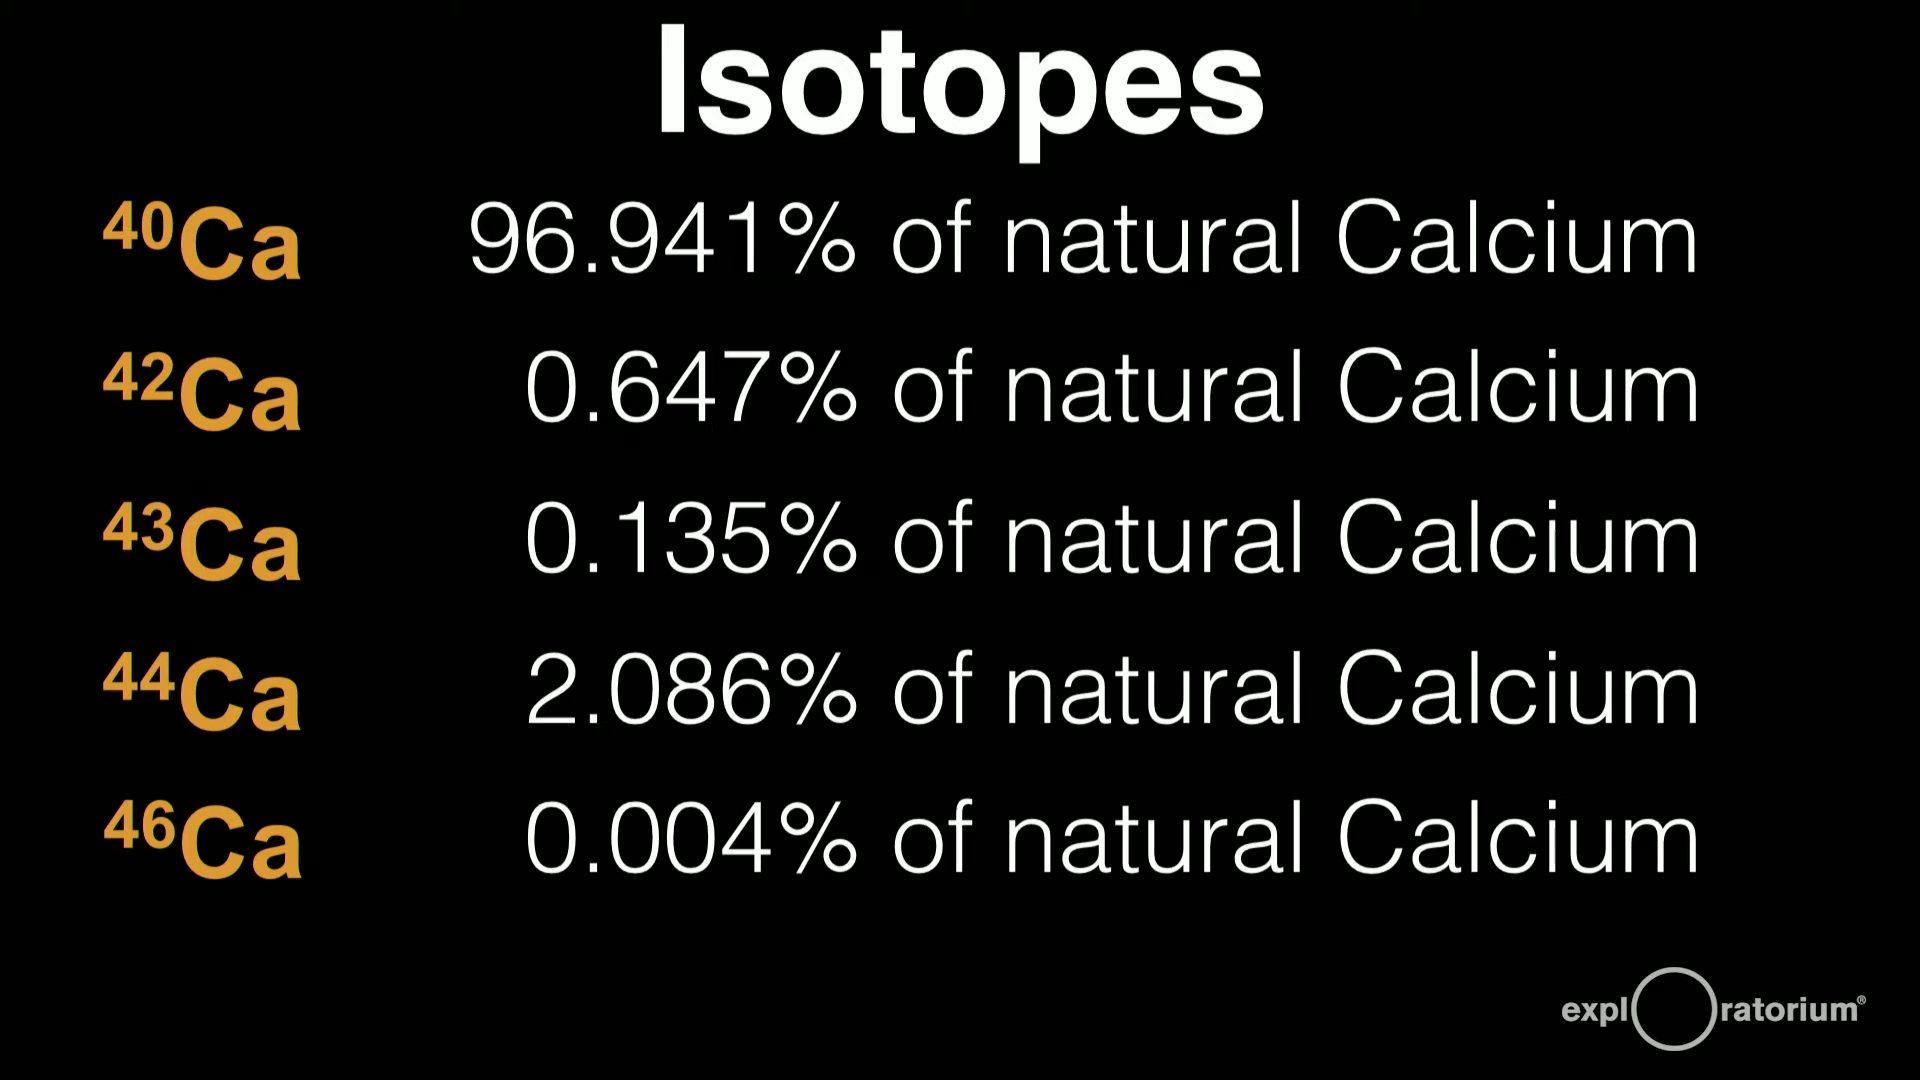 Isotopes
⁴⁰Ca 96.941% of natural Calcium
⁴²Ca 0.647% of natural Calcium
⁴³Ca 0.135% of natural Calcium
⁴⁴Ca 2.086% of natural Calcium
⁴⁶Ca 0.004% of natural Calcium
explOratorium®